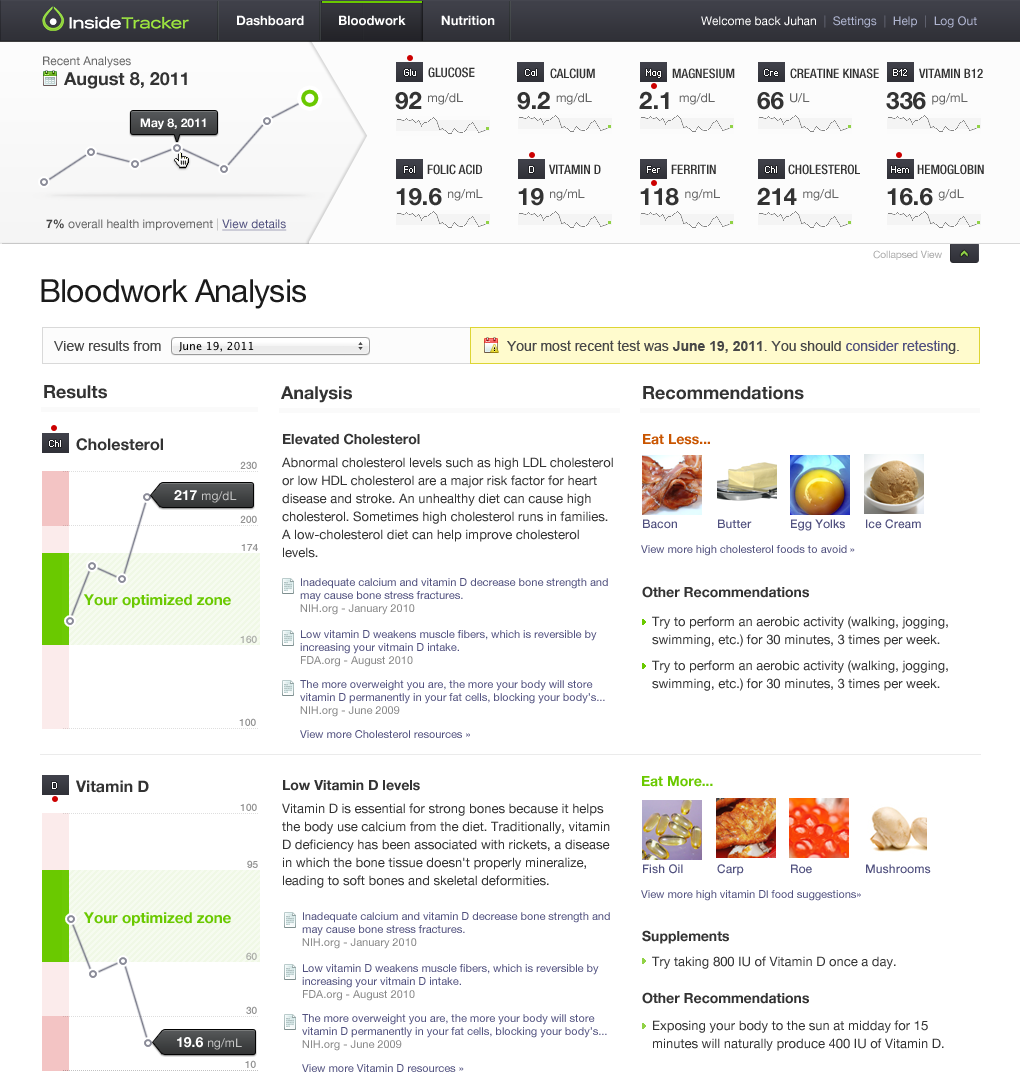 InsideTracker
Dashboard
Bloodwork
Nutrition
Welcome back Juhan | Settings | Help | Log Out
Recent Analyses
August 8, 2011
May 8, 2011
7% overall health improvement | View details
Glu GLUCOSE
92 mg/dL
Cal CALCIUM
9.2 mg/dL
Mag MAGNESIUM
2.1 mg/dL
Cre CREATINE KINASE
66 U/L
B12 VITAMIN B12
336 pg/mL
Fol FOLIC ACID
19.6 ng/mL
D VITAMIN D
19 ng/mL
Fer FERRITIN
118 ng/mL
Chl CHOLESTEROL
214 mg/dL
Hem HEMOGLOBIN
16.6 g/dL
Collapsed View
Bloodwork Analysis
View results from
June 19, 2011
Your most recent test was June 19, 2011. You should consider retesting.
Results
Chl Cholesterol
230
217 mg/dL
200
174
Your optimized zone
160
100
Analysis
Elevated Cholesterol
Abnormal cholesterol levels such as high LDL cholesterol
or low HDL cholesterol are a major risk factor for heart
disease and stroke. An unhealthy diet can cause high
cholesterol. Sometimes high cholesterol runs in families.
A low-cholesterol diet can help improve cholesterol
levels.
Inadequate calcium and vitamin D decrease bone strength and
may cause bone stress fractures.
NIH.org - January 2010
Low vitamin D weakens muscle fibers, which is reversible by
increasing your vitmain D intake.
FDA.org - August 2010
The more overweight you are, the more your body will store
vitamin D permanently in your fat cells, blocking your body's...
NIH.org - June 2009
View more Cholesterol resources »
Recommendations
Eat Less...
Bacon
Butter
Egg Yolks
Ice Cream
View more high cholesterol foods to avoid »
Other Recommendations
Try to perform an aerobic activity (walking, jogging,
swimming, etc.) for 30 minutes, 3 times per week.
Try to perform an aerobic activity (walking, jogging,
swimming, etc.) for 30 minutes, 3 times per week.
D Vitamin D
100
95
Your optimized zone
60
30
19.6 ng/mL
10
Low Vitamin D levels
Vitamin D is essential for strong bones because it helps
the body use calcium from the diet. Traditionally, vitamin
D deficiency has been associated with rickets, a disease
in which the bone tissue doesn't properly mineralize,
leading to soft bones and skeletal deformities.
Inadequate calcium and vitamin D decrease bone strength and
may cause bone stress fractures.
NIH.org - January 2010
Low vitamin D weakens muscle fibers, which is reversible by
increasing your vitmain D intake.
FDA.org - August 2010
The more overweight you are, the more your body will store
vitamin D permanently in your fat cells, blocking your body's...
NIH.org - June 2009
View more Vitamin D resources »
Eat More...
Fish Oil
Carp
Roe
Mushrooms
View more high vitamin Dl food suggestions»
Supplements
Try taking 800 IU of Vitamin D once a day.
Other Recommendations
Exposing your body to the sun at midday for 15
minutes will naturally produce 400 IU of Vitamin D.